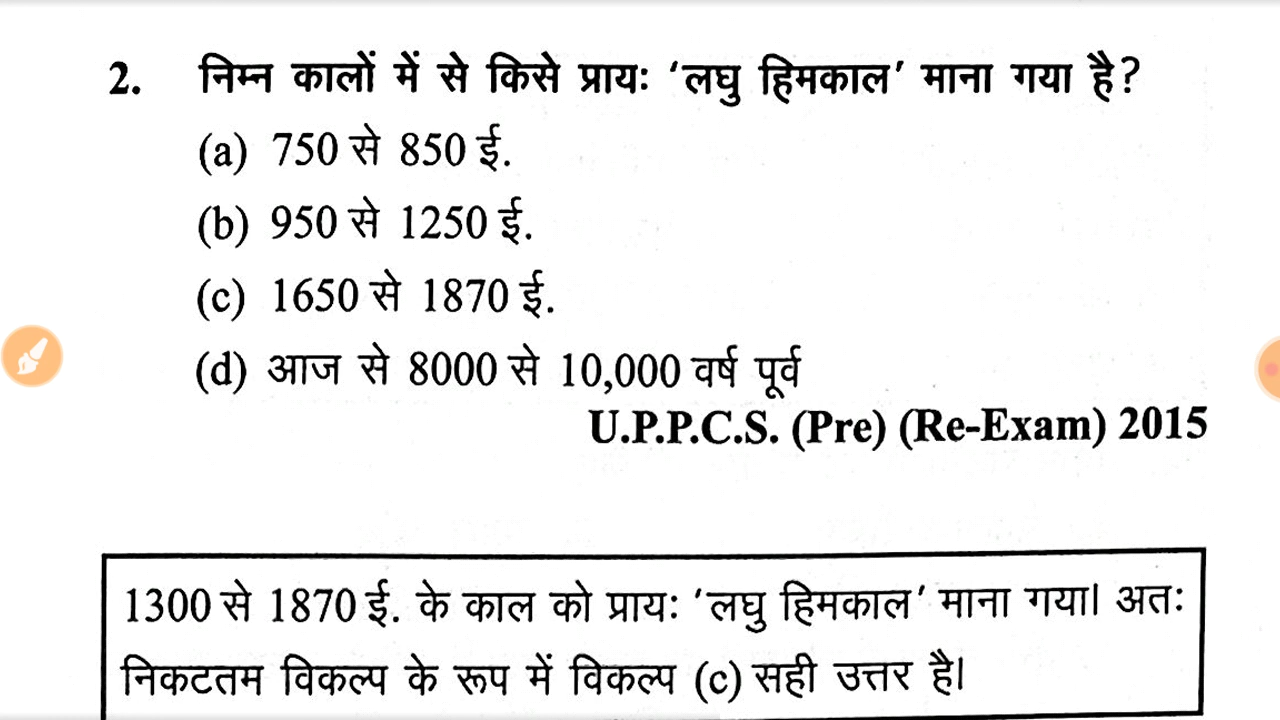 2. निम्न कालों में से किसे प्रायः ‘लघु हिमकाल’ माना गया है?
(a) 750 से 850 ई.
(b) 950 से 1250 ई.
(c) 1650 से 1870 ई.
(d) आज से 8000 से 10,000 वर्ष पूर्व
U.P.P.C.S. (Pre) (Re-Exam) 2015
1300 से 1870 ई. के काल को प्रायः ‘लघु हिमकाल’ माना गया। अतः
निकटतम विकल्प के रूप में विकल्प (c) सही उत्तर है।